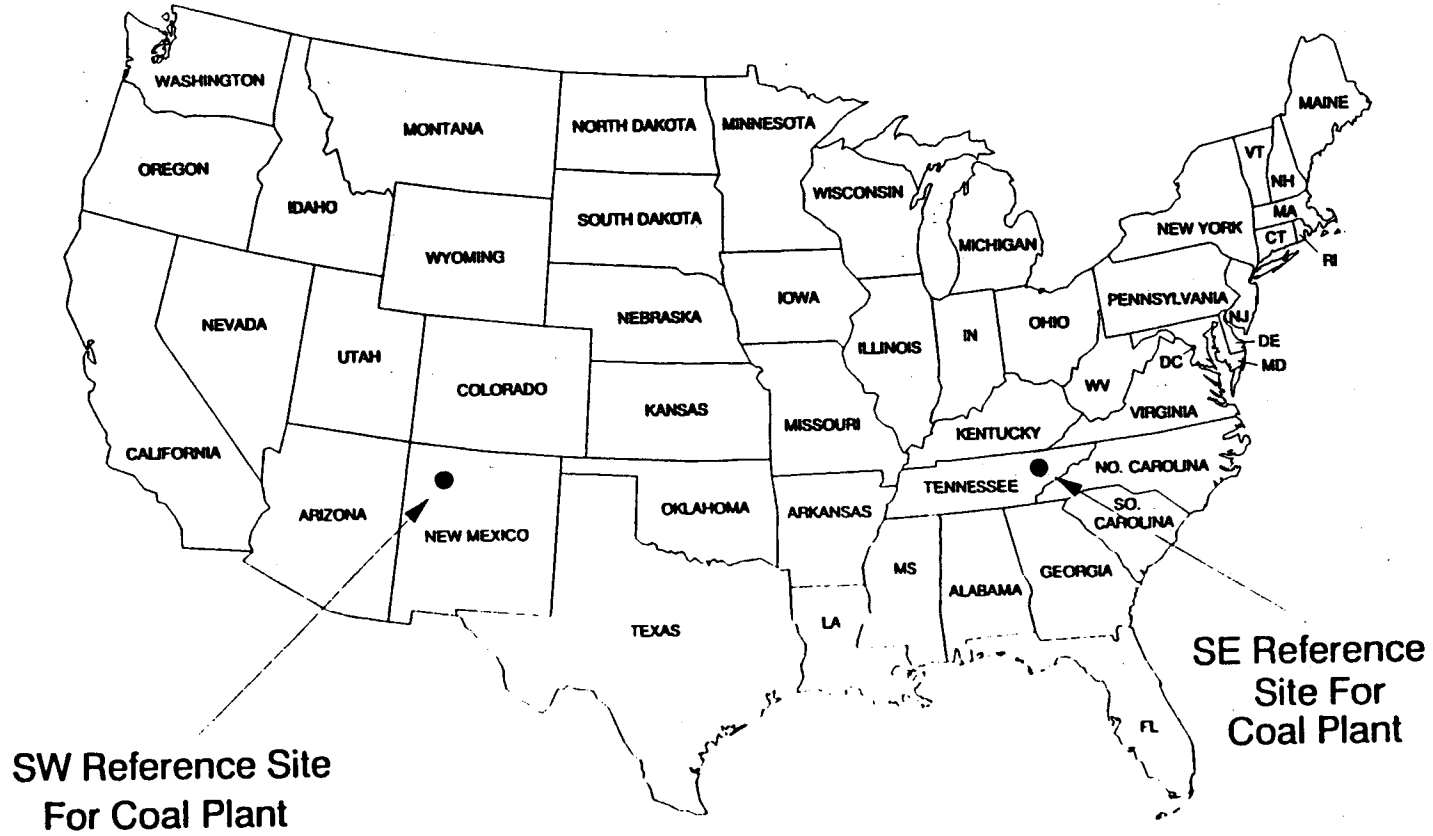 WASHINGTON
MONTANA
NORTH DAKOTA
MINNESOTA
MAINE
OREGON
IDAHO
VT
NH
WISCONSIN
SOUTH DAKOTA
MA
NEW YORK
CT
MICHIGAN
WYOMING
RI
IOWA
PENNSYLVANIA
NEBRASKA
NEVADA
OHIO
NJ
IN
DE
ILLINOIS
UTAH
DC
MD
COLORADO
WV
KANSAS
VIRGINIA
MISSOURI
KENTUCKY
CALIFORNIA
NO. CAROLINA
TENNESSEE
OKLAHOMA
ARKANSAS
SO.
CAROLINA
ARIZONA
NEW MEXICO
MS
GEORGIA
ALABAMA
TEXAS
LA
FL
SE Reference
Site For
Coal Plant
SW Reference Site
For Coal Plant